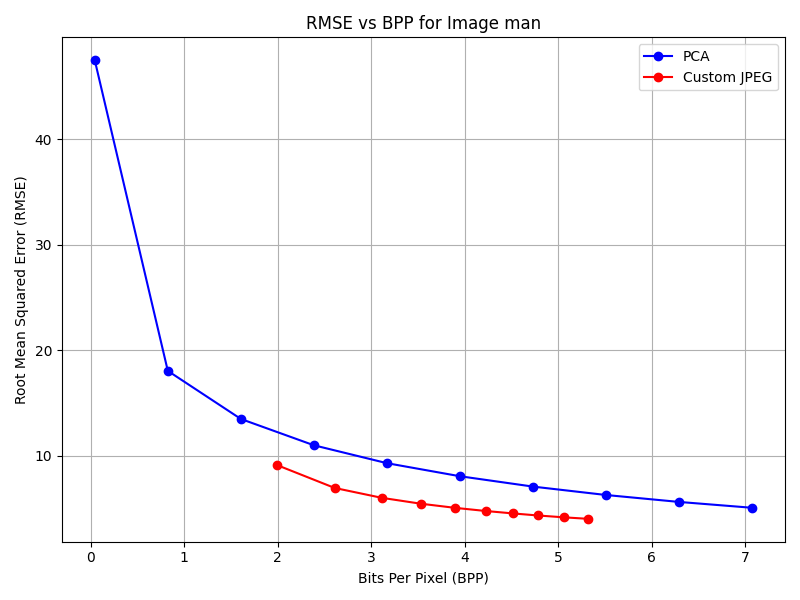 RMSE vs BPP for Image man
PCA
Custom JPEG
Root Mean Squared Error (RMSE)
40
30
20
10
0 1 2 3 4 5 6 7
Bits Per Pixel (BPP)